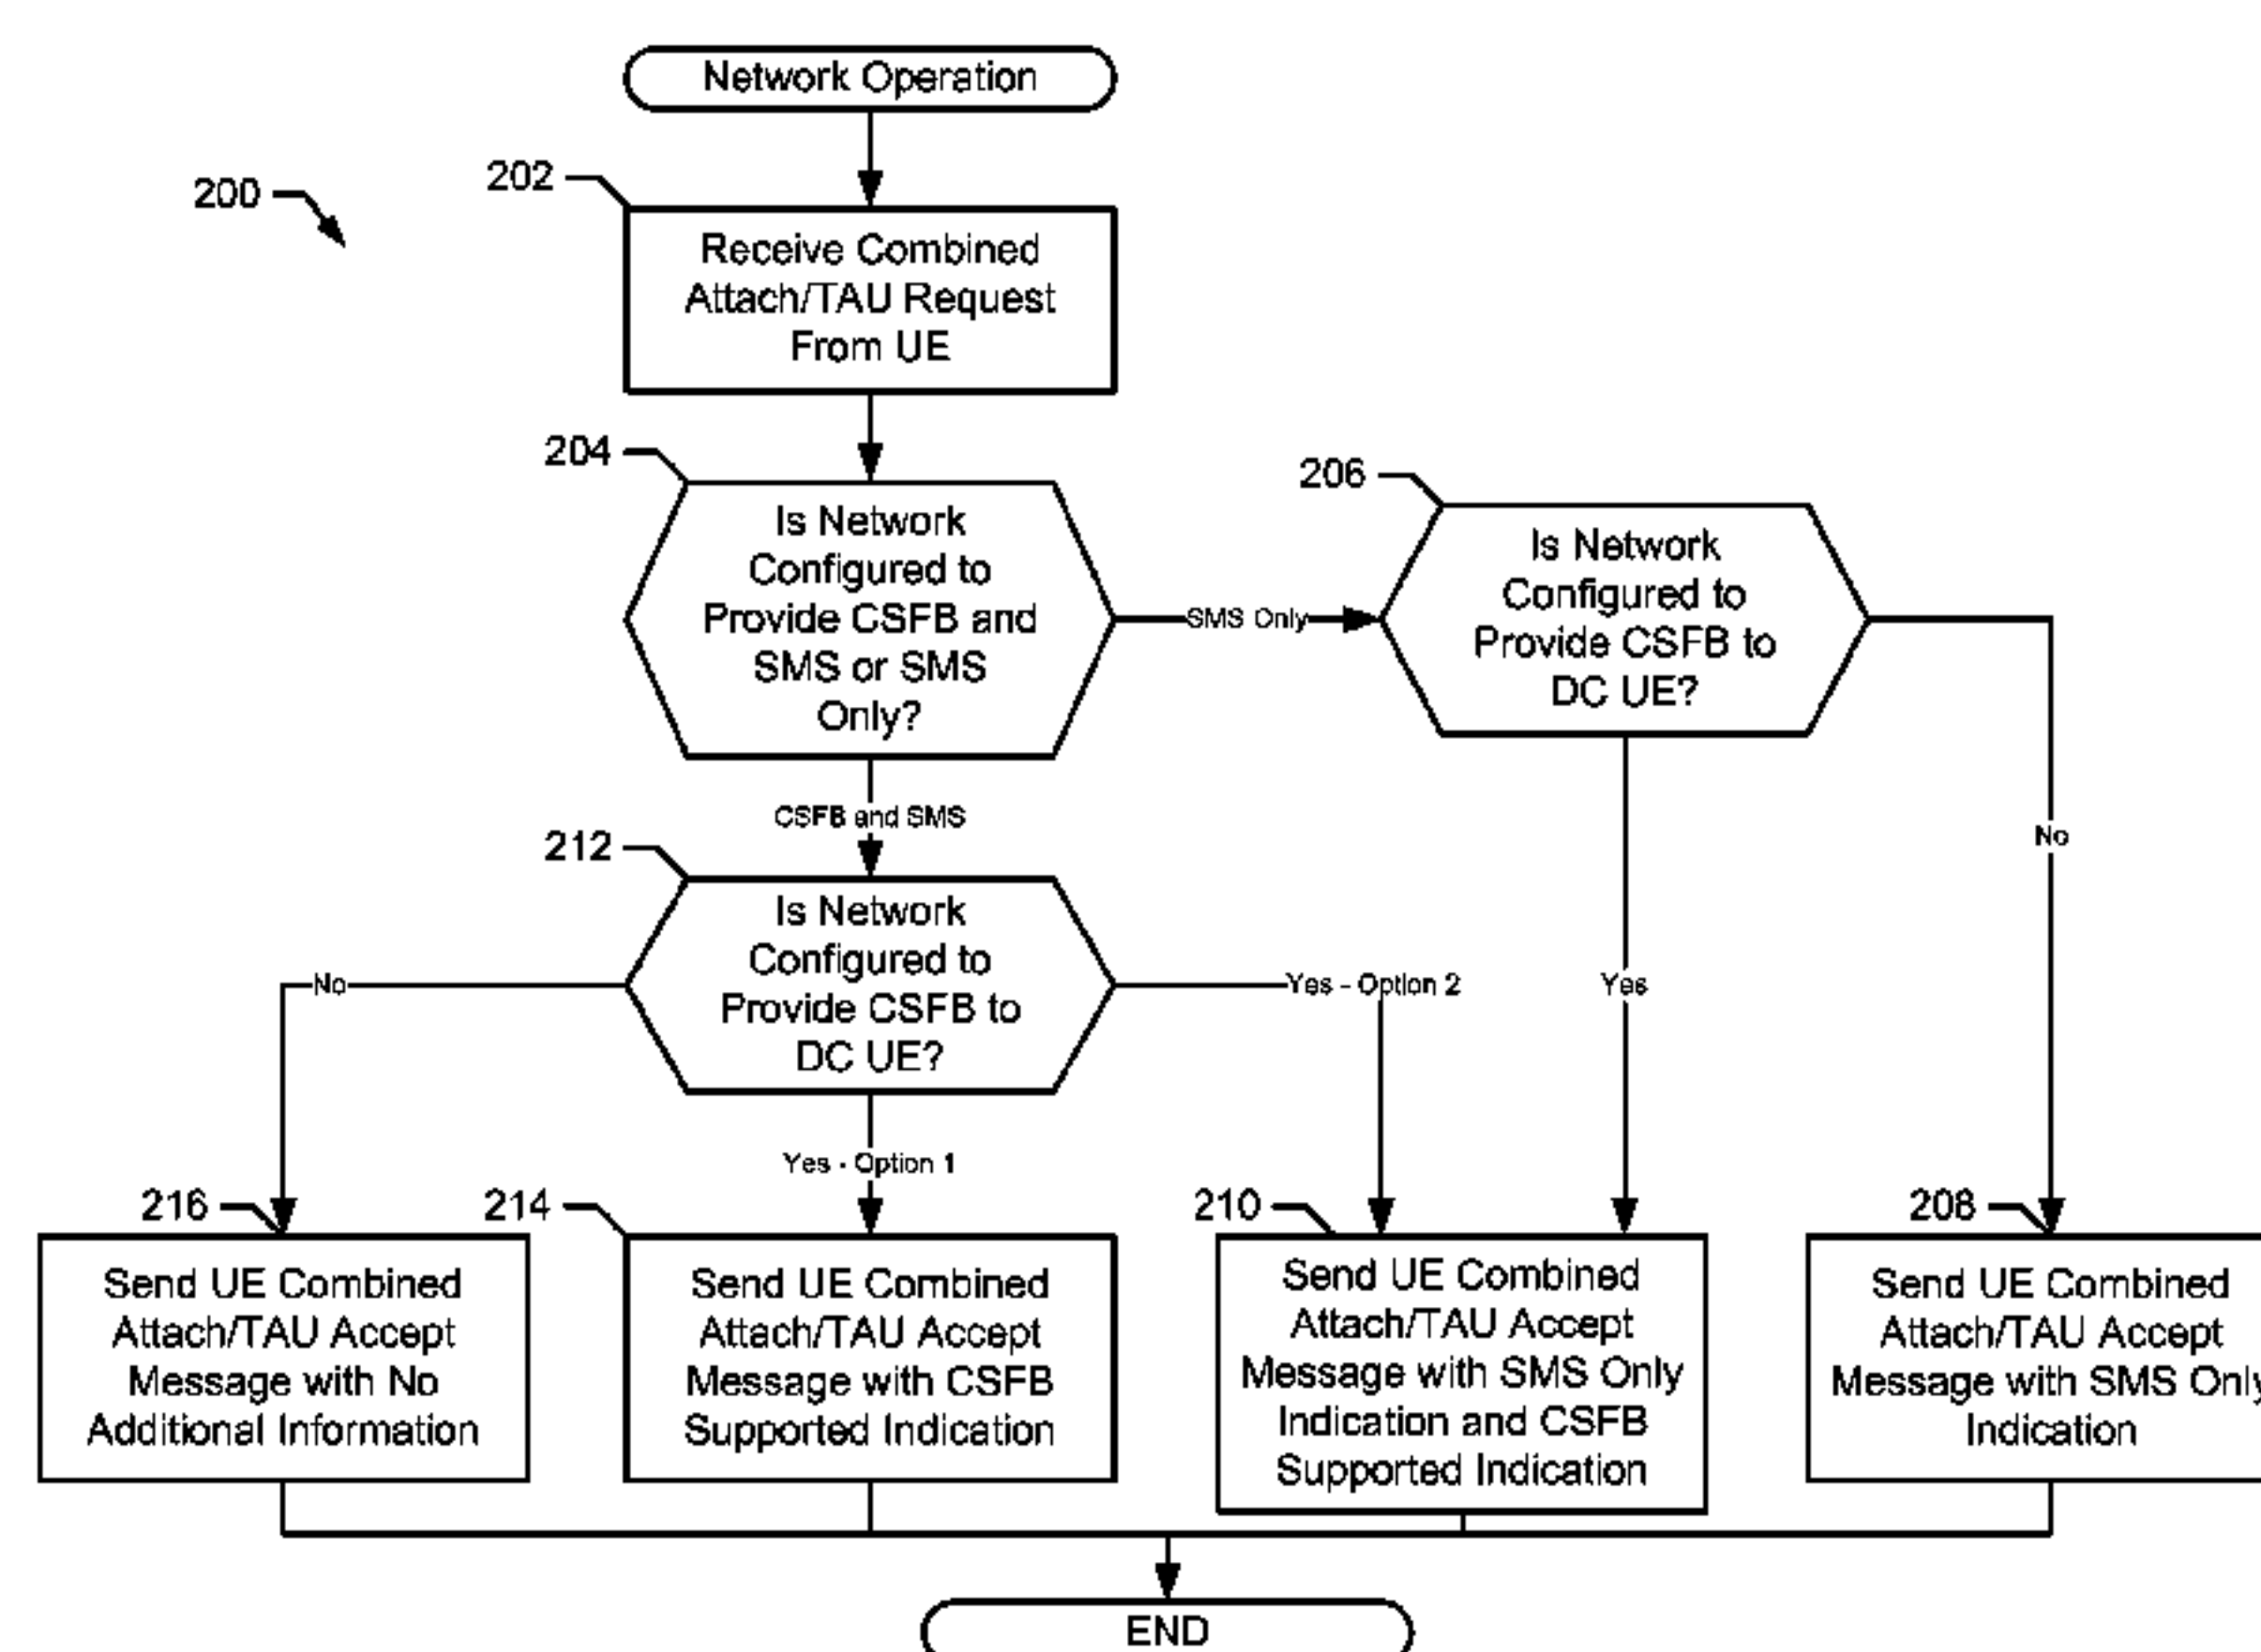 Network Operation
200
202
Receive Combined
Attach/TAU Request
From UE
204
Is Network
Configured to
Provide CSFB and
SMS or SMS
Only?
SMS Only
206
Is Network
Configured to
Provide CSFB to
DC UE?
CSFB and SMS
No
212
Is Network
Configured to
Provide CSFB to
DC UE?
No
Yes - Option 2
Yes
Yes - Option 1
216
Send UE Combined
Attach/TAU Accept
Message with No
Additional Information
214
Send UE Combined
Attach/TAU Accept
Message with CSFB
Supported Indication
210
Send UE Combined
Attach/TAU Accept
Message with SMS Only
Indication and CSFB
Supported Indication
208
Send UE Combined
Attach/TAU Accept
Message with SMS Only
Indication
END